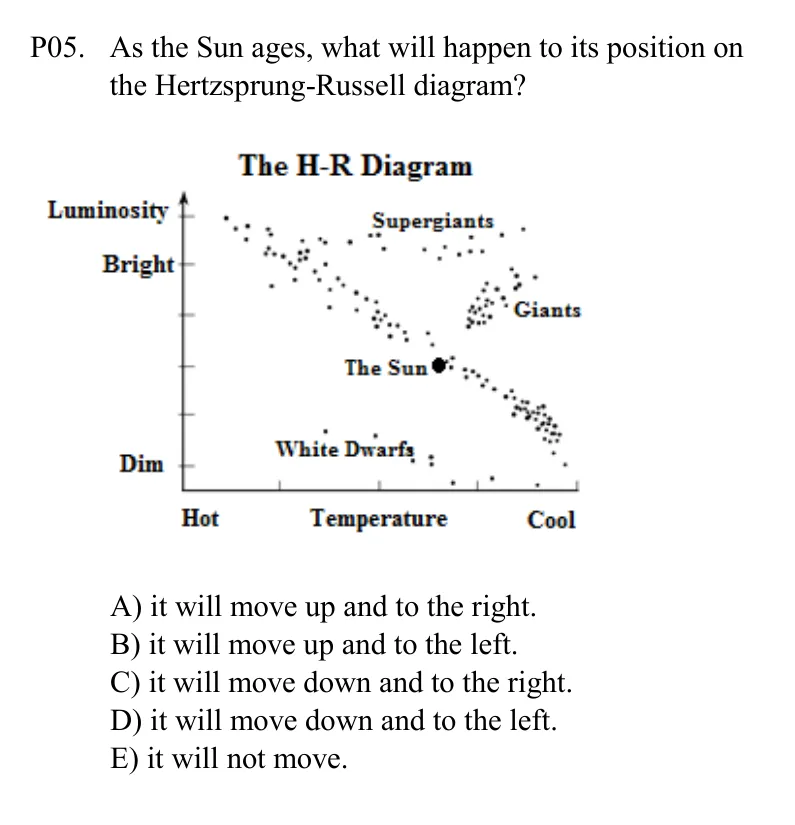 P05. As the Sun ages, what will happen to its position on
the Hertzsprung-Russell diagram?
The H-R Diagram
Luminosity
Supergiants
Bright
Giants
The Sun
White Dwarfs
Dim
Hot Temperature Cool
A) it will move up and to the right.
B) it will move up and to the left.
C) it will move down and to the right.
D) it will move down and to the left.
E) it will not move.